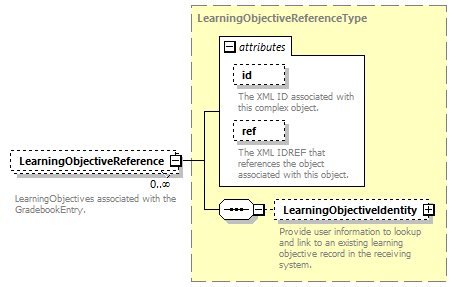 LearningObjectiveReferenceType
attributes
id
The XML ID associated with
this complex object.
ref
The XML IDREF that
references the object
associated with this object.
LearningObjectiveReference
0..∞
LearningObjectives associated with the
GradebookEntry.
LearningObjectiveIdentity
Provide user information to lookup
and link to an existing learning
objective record in the receiving
system.